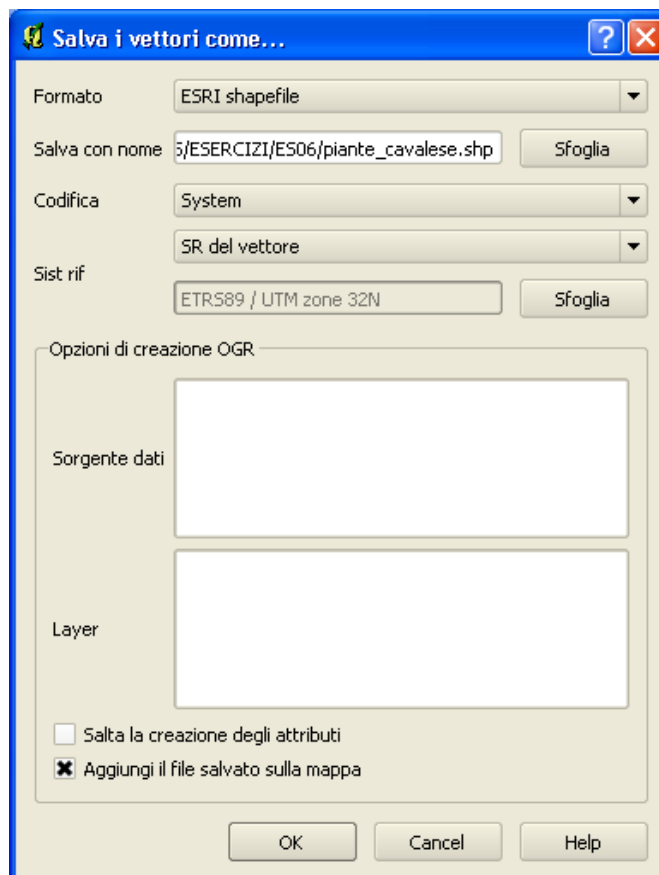 Salva i vettori come...
Formato ESRI shapefile
Salva con nome 5/ESERCIZI/ES06/piante_cavalese.shp Sfoglia
Codifica System
SR del vettore
Sist rif
ETRS89 / UTM zone 32N Sfoglia
Opzioni di creazione OGR
Sorgente dati
Layer
Salta la creazione degli attributi
Aggiungi il file salvato sulla mappa
OK Cancel Help